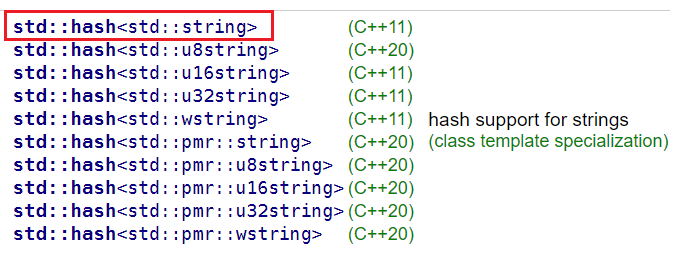 std::hash<std::string> (C++11)
std::hash<std::u8string> (C++20)
std::hash<std::u16string> (C++11)
std::hash<std::u32string> (C++11)
std::hash<std::wstring> (C++11) hash support for strings
std::hash<std::pmr::string> (C++20) (class template specialization)
std::hash<std::pmr::u8string> (C++20)
std::hash<std::pmr::u16string> (C++20)
std::hash<std::pmr::u32string> (C++20)
std::hash<std::pmr::wstring> (C++20)